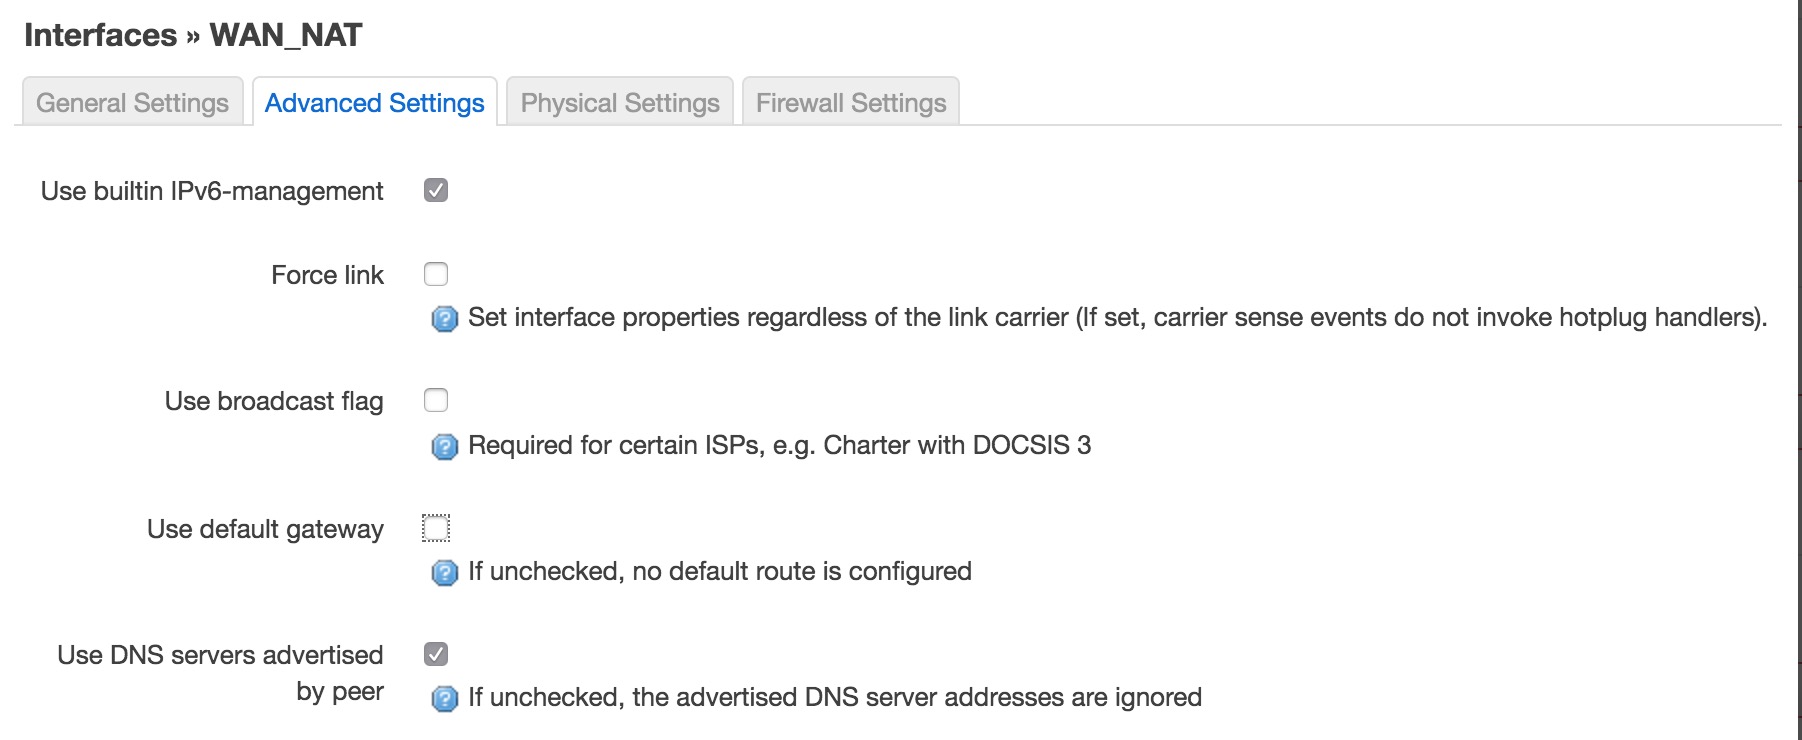 Interfaces » WAN_NAT
General Settings Advanced Settings Physical Settings Firewall Settings
Use builtin IPv6-management
Force link
Set interface properties regardless of the link carrier (If set, carrier sense events do not invoke hotplug handlers).
Use broadcast flag
Required for certain ISPs, e.g. Charter with DOCSIS 3
Use default gateway
If unchecked, no default route is configured
Use DNS servers advertised
by peer
If unchecked, the advertised DNS server addresses are ignored